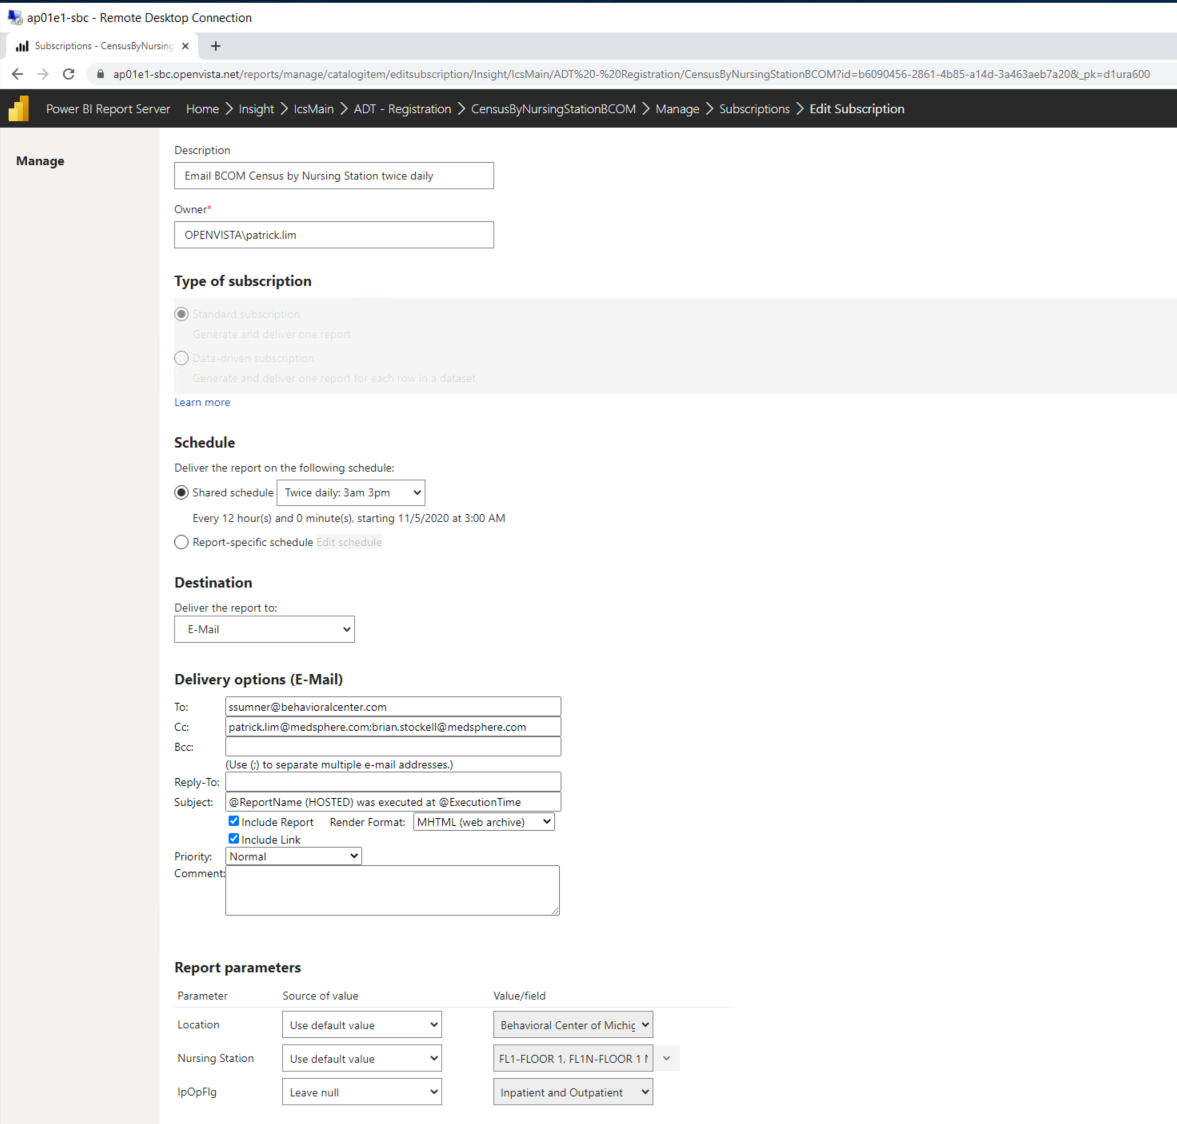 ap01e1-sbc - Remote Desktop Connection
Subscriptions - CensusByNursing
ap01e1-sbc.openvista.net/reports/manage/catalogitem/editsubscription/Insight/IcsMain/ADT%20-%20Registration/CensusByNursingStationBCOM?id=b6090456-2861-4b85-a14d-3a463aeb7a20&_pk=d1ura600
Power BI Report Server Home > Insight > IcsMain > ADT - Registration > CensusByNursingStationBCOM > Manage > Subscriptions > Edit Subscription
Manage
Description
Email BCOM Census by Nursing Station twice daily
Owner*
OPENVISTA\patrick.lim
Type of subscription
Standard subscription
Generate and deliver one report
Data-driven subscription
Generate and deliver one report for each row in a dataset
Learn more
Schedule
Deliver the report on the following schedule:
Shared schedule Twice daily: 3am 3pm
Every 12 hour(s) and 0 minute(s), starting 11/5/2020 at 3:00 AM
Report-specific schedule Edit schedule
Destination
Deliver the report to:
E-Mail
Delivery options (E-Mail)
To: ssumner@behavioralcenter.com
Cc: patrick.lim@medsphere.com;brian.stockell@medsphere.com
Bcc:
(Use (;) to separate multiple e-mail addresses.)
Reply-To:
Subject: @ReportName (HOSTED) was executed at @ExecutionTime
Include Report Render Format: MHTML (web archive)
Include Link
Priority: Normal
Comment:
Report parameters
Parameter Source of value Value/field
Location Use default value Behavioral Center of Michig
Nursing Station Use default value FL1-FLOOR 1, FL1N-FLOOR 1 N
IpOpFlg Leave null Inpatient and Outpatient